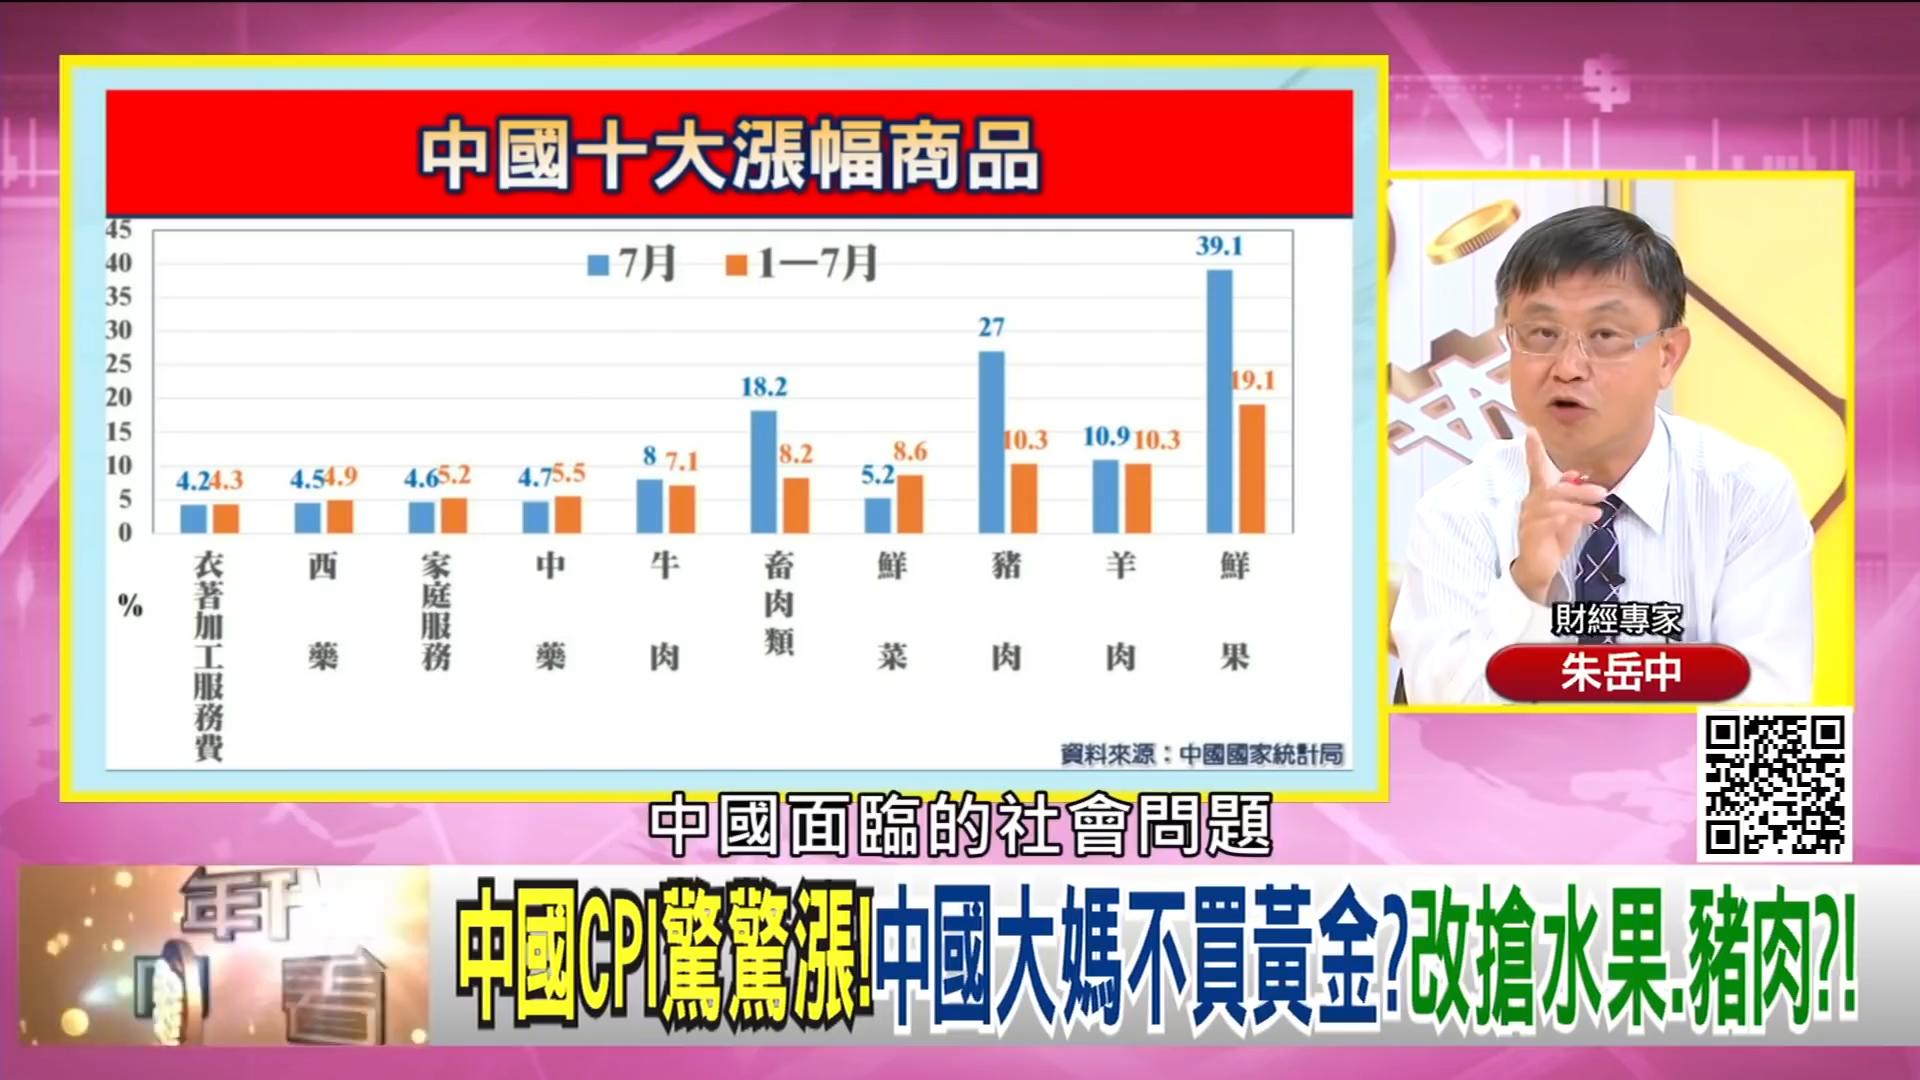 中國十大漲幅商品
45
40
35
30
25
20
15
10
5
0
%
7月
1—7月
4.2
4.3
4.5
4.9
4.6
5.2
4.7
5.5
8
7.1
18.2
8.2
5.2
8.6
27
10.3
10.9
10.3
39.1
19.1
衣著加工服務費
西藥
家庭服務
中藥
牛肉
畜肉類
鮮菜
豬肉
羊肉
鮮果
資料來源：中國國家統計局
財經專家
朱岳中
中國面臨的社會問題
中國CPI驚驚漲!中國大媽不買黃金?改搶水果.豬肉?!